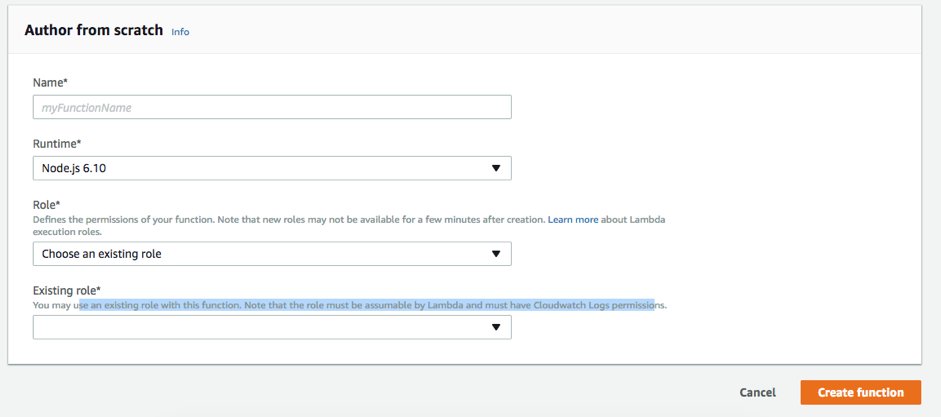 Author from scratch Info
Name*
myFunctionName
Runtime*
Node.js 6.10
Role*
Defines the permissions of your function. Note that new roles may not be available for a few minutes after creation. Learn more about Lambda
execution roles.
Choose an existing role
Existing role*
You may use an existing role with this function. Note that the role must be assumable by Lambda and must have Cloudwatch Logs permissions.
Cancel Create function